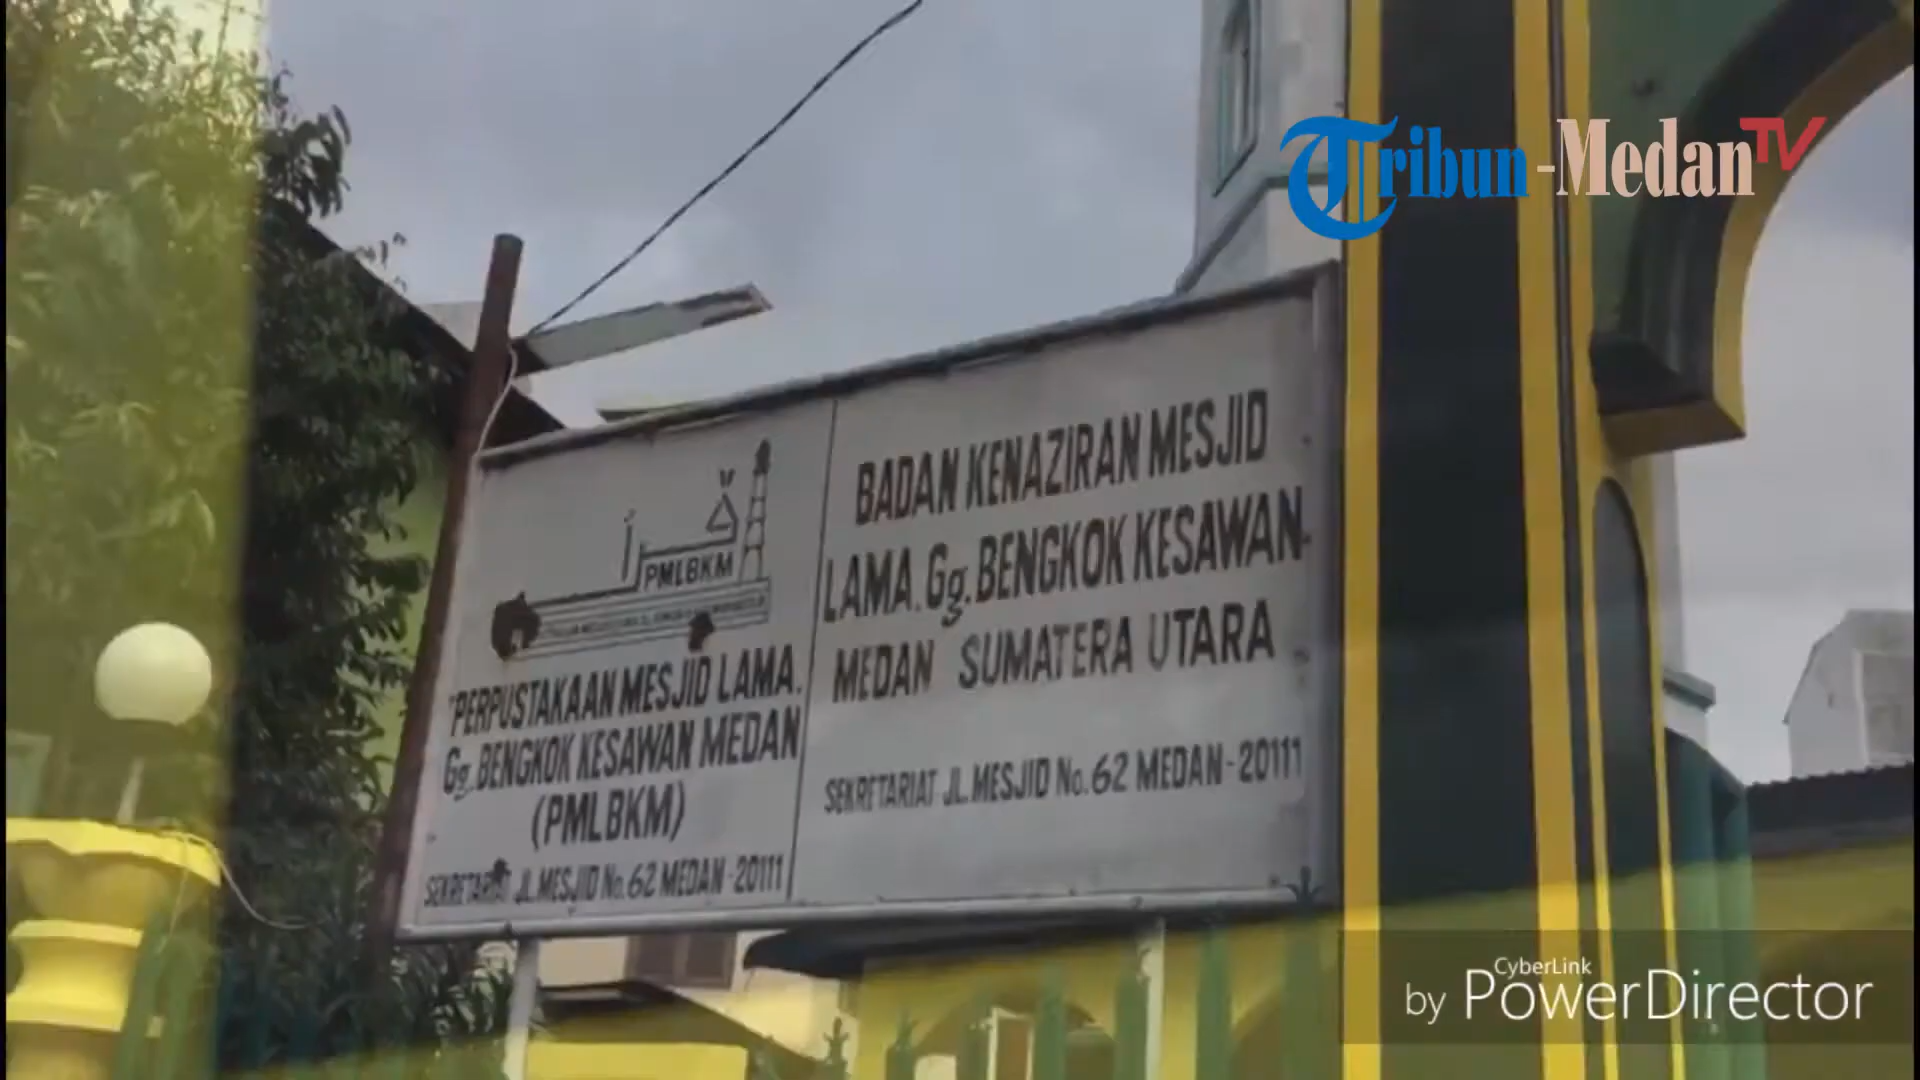 Tribun-MedanTV
PMLBKM
"PERPUSTAKAAN MESJID LAMA.
Gg. BENGKOK KESAWAN MEDAN
(PMLBKM)
SEKRETARIAT JL. MESJID No. 62 MEDAN - 20111
BADAN KENAZIRAN MESJID
LAMA. Gg. BENGKOK KESAWAN-
MEDAN SUMATERA UTARA
SEKRETARIAT JL. MESJID No. 62 MEDAN - 20111
CyberLink
by PowerDirector